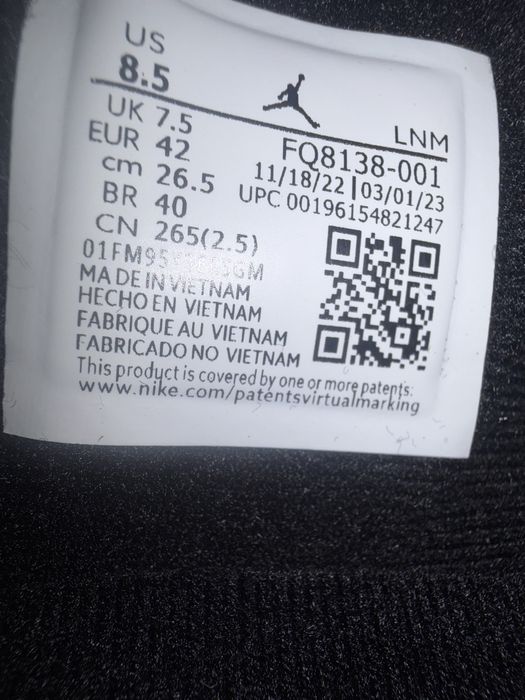 US
8.5
UK 7.5
EUR 42
cm 26.5
BR 40
CN 265(2.5)
LNM
FQ8138-001
11/18/22 | 03/01/23
UPC 00196154821247
MADE IN VIETNAM
HECHO EN VIETNAM
FABRIQUE AU VIETNAM
FABRICADO NO VIETNAM
This product is covered by one or more patents:
www.nike.com/patentsvirtualmarking